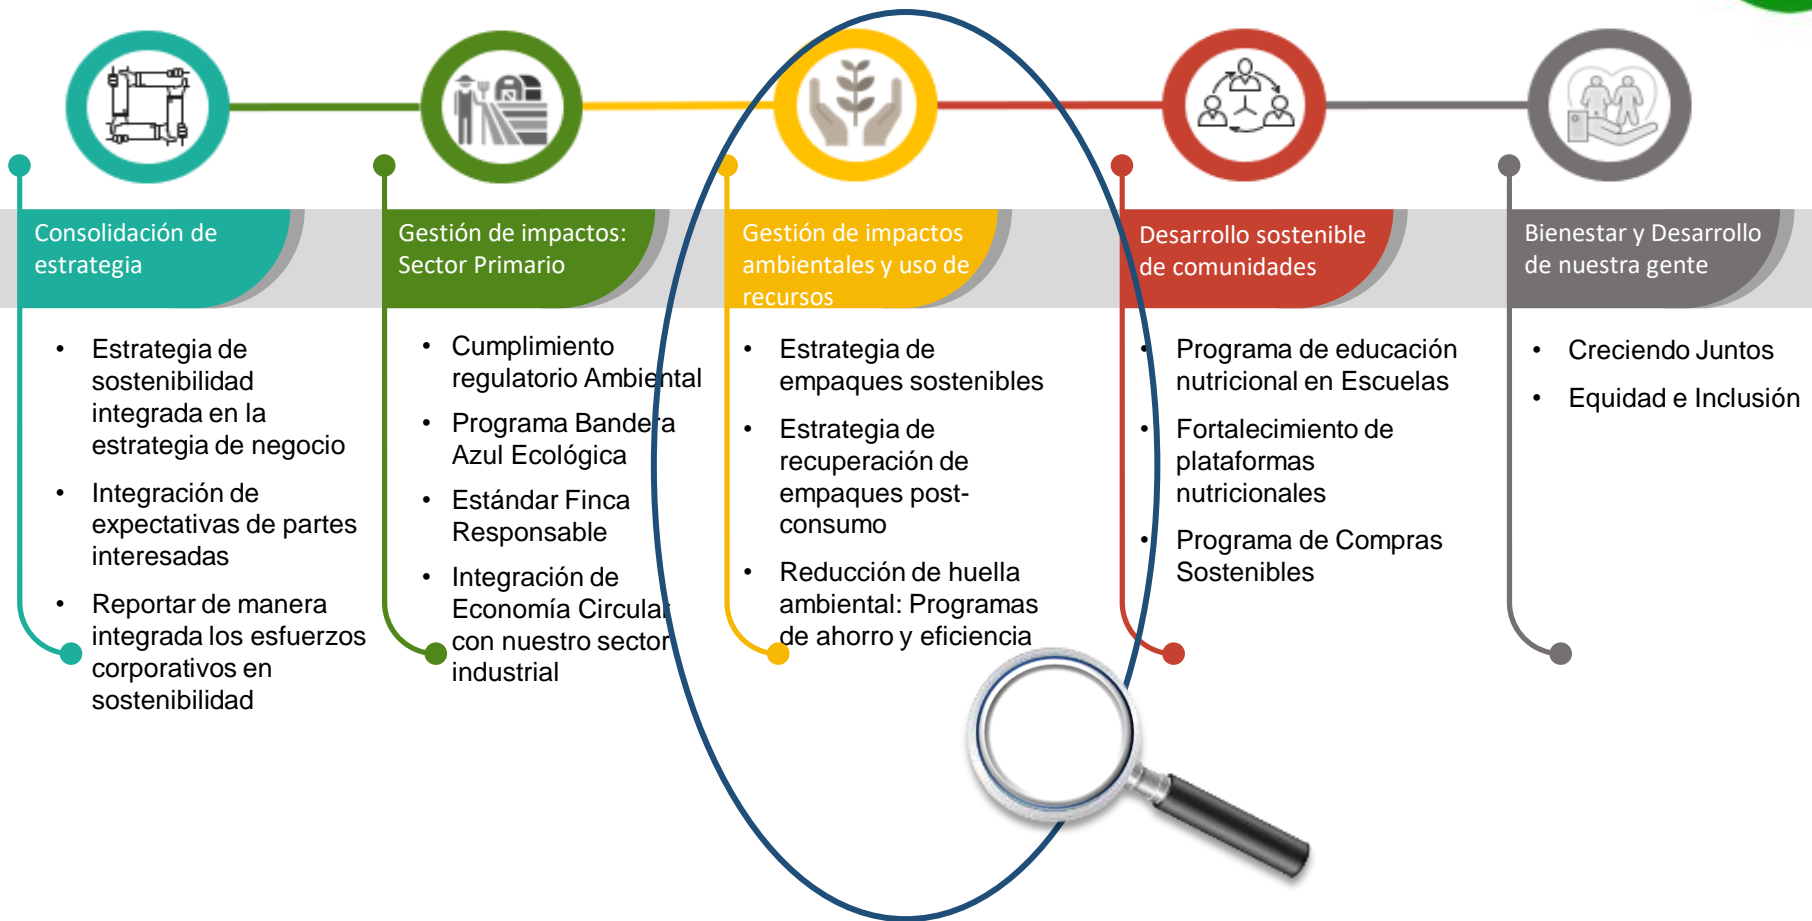 Consolidación de
estrategia
• Estrategia de
sostenibilidad
integrada en la
estrategia de negocio
• Integración de
expectativas de partes
interesadas
• Reportar de manera
integrada los esfuerzos
corporativos en
sostenibilidad
Gestión de impactos:
Sector Primario
• Cumplimiento
regulatorio Ambiental
• Programa Bandera
Azul Ecológica
• Estándar Finca
Responsable
• Integración de
Economía Circular
con nuestro sector
industrial
Gestión de impactos
ambientales y uso de
recursos
• Estrategia de
empaques sostenibles
• Estrategia de
recuperación de
empaques post-
consumo
• Reducción de huella
ambiental: Programas
de ahorro y eficiencia
Desarrollo sostenible
de comunidades
• Programa de educación
nutricional en Escuelas
• Fortalecimiento de
plataformas
nutricionales
• Programa de Compras
Sostenibles
Bienestar y Desarrollo
de nuestra gente
• Creciendo Juntos
• Equidad e Inclusión